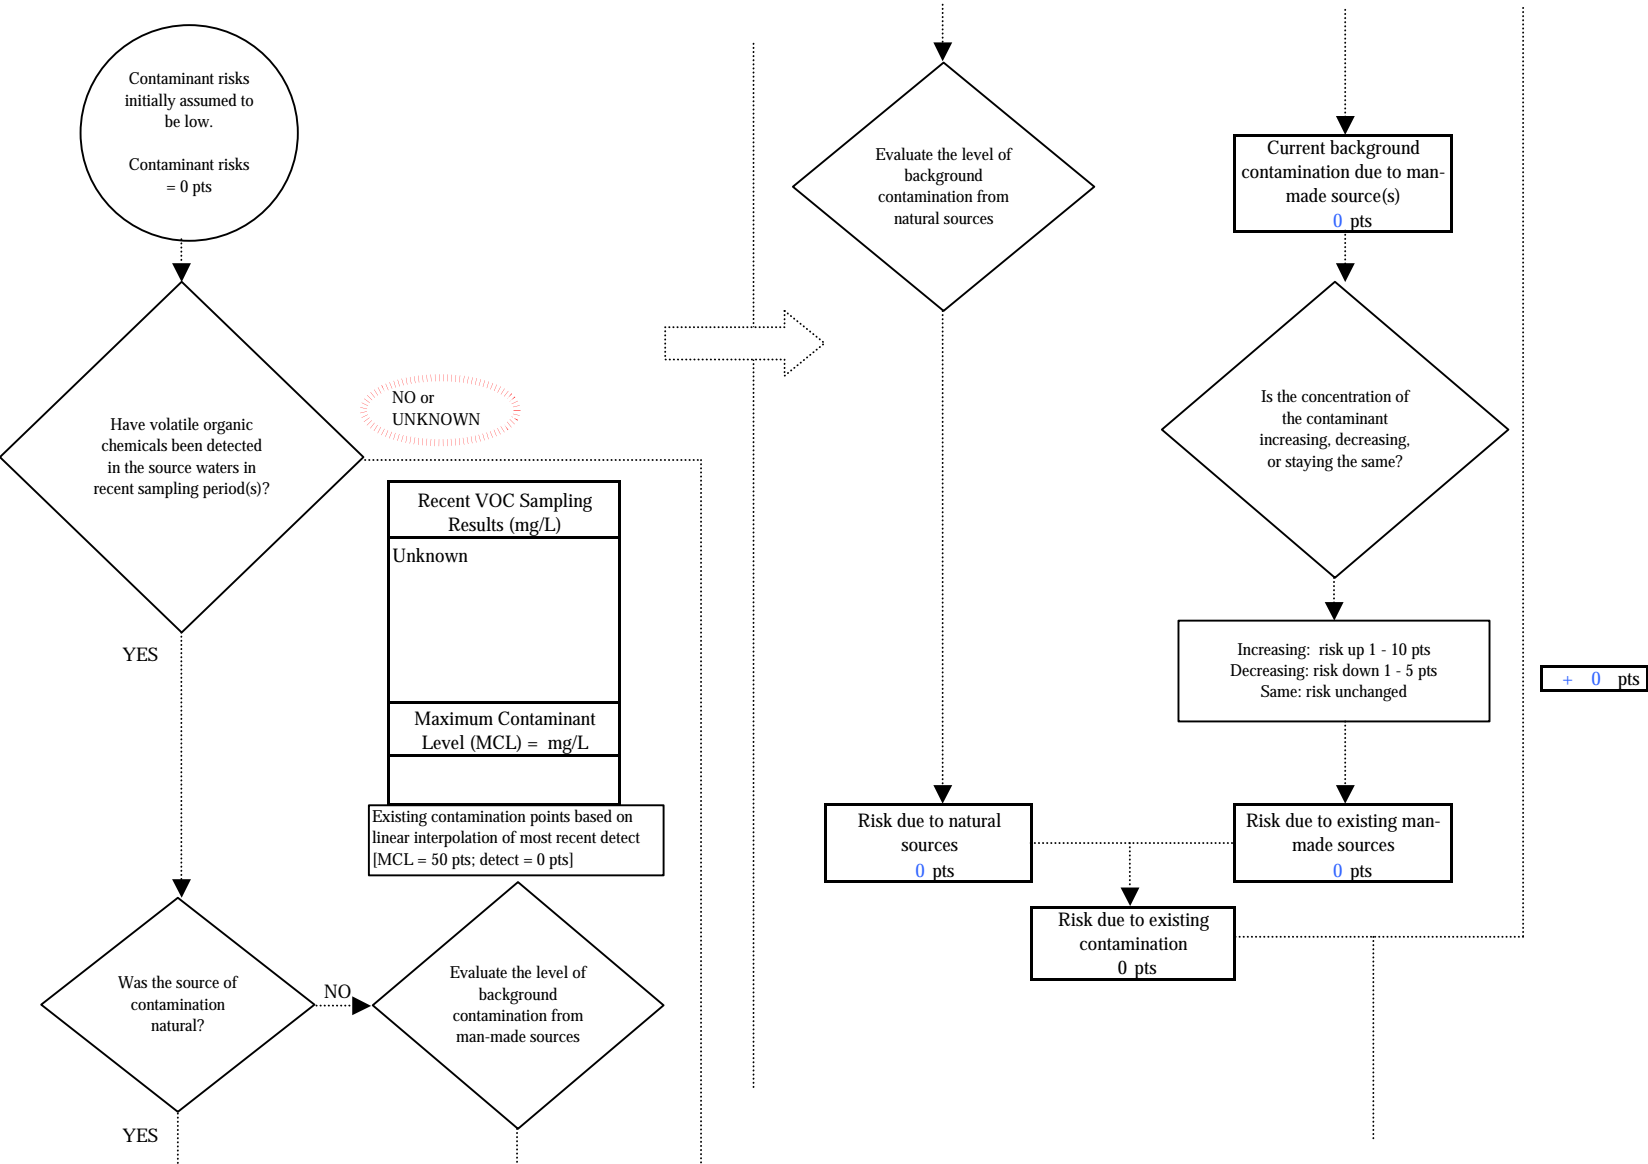 Contaminant risks
initially assumed to
be low.
Contaminant risks
= 0 pts
Have volatile organic
chemicals been detected
in the source waters in
recent sampling period(s)?
NO or
UNKNOWN
Recent VOC Sampling
Results (mg/L)
Unknown
Maximum Contaminant
Level (MCL) = mg/L
Existing contamination points based on
linear interpolation of most recent detect
[MCL = 50 pts; detect = 0 pts]
YES
Was the source of
contamination
natural?
NO
Evaluate the level of
background
contamination from
man-made sources
YES
Evaluate the level of
background
contamination from
natural sources
Current background
contamination due to man-
made source(s)
0 pts
Is the concentration of
the contaminant
increasing, decreasing,
or staying the same?
Increasing: risk up 1 - 10 pts
Decreasing: risk down 1 - 5 pts
Same: risk unchanged
+ 0 pts
Risk due to natural
sources
0 pts
Risk due to existing man-
made sources
0 pts
Risk due to existing
contamination
0 pts